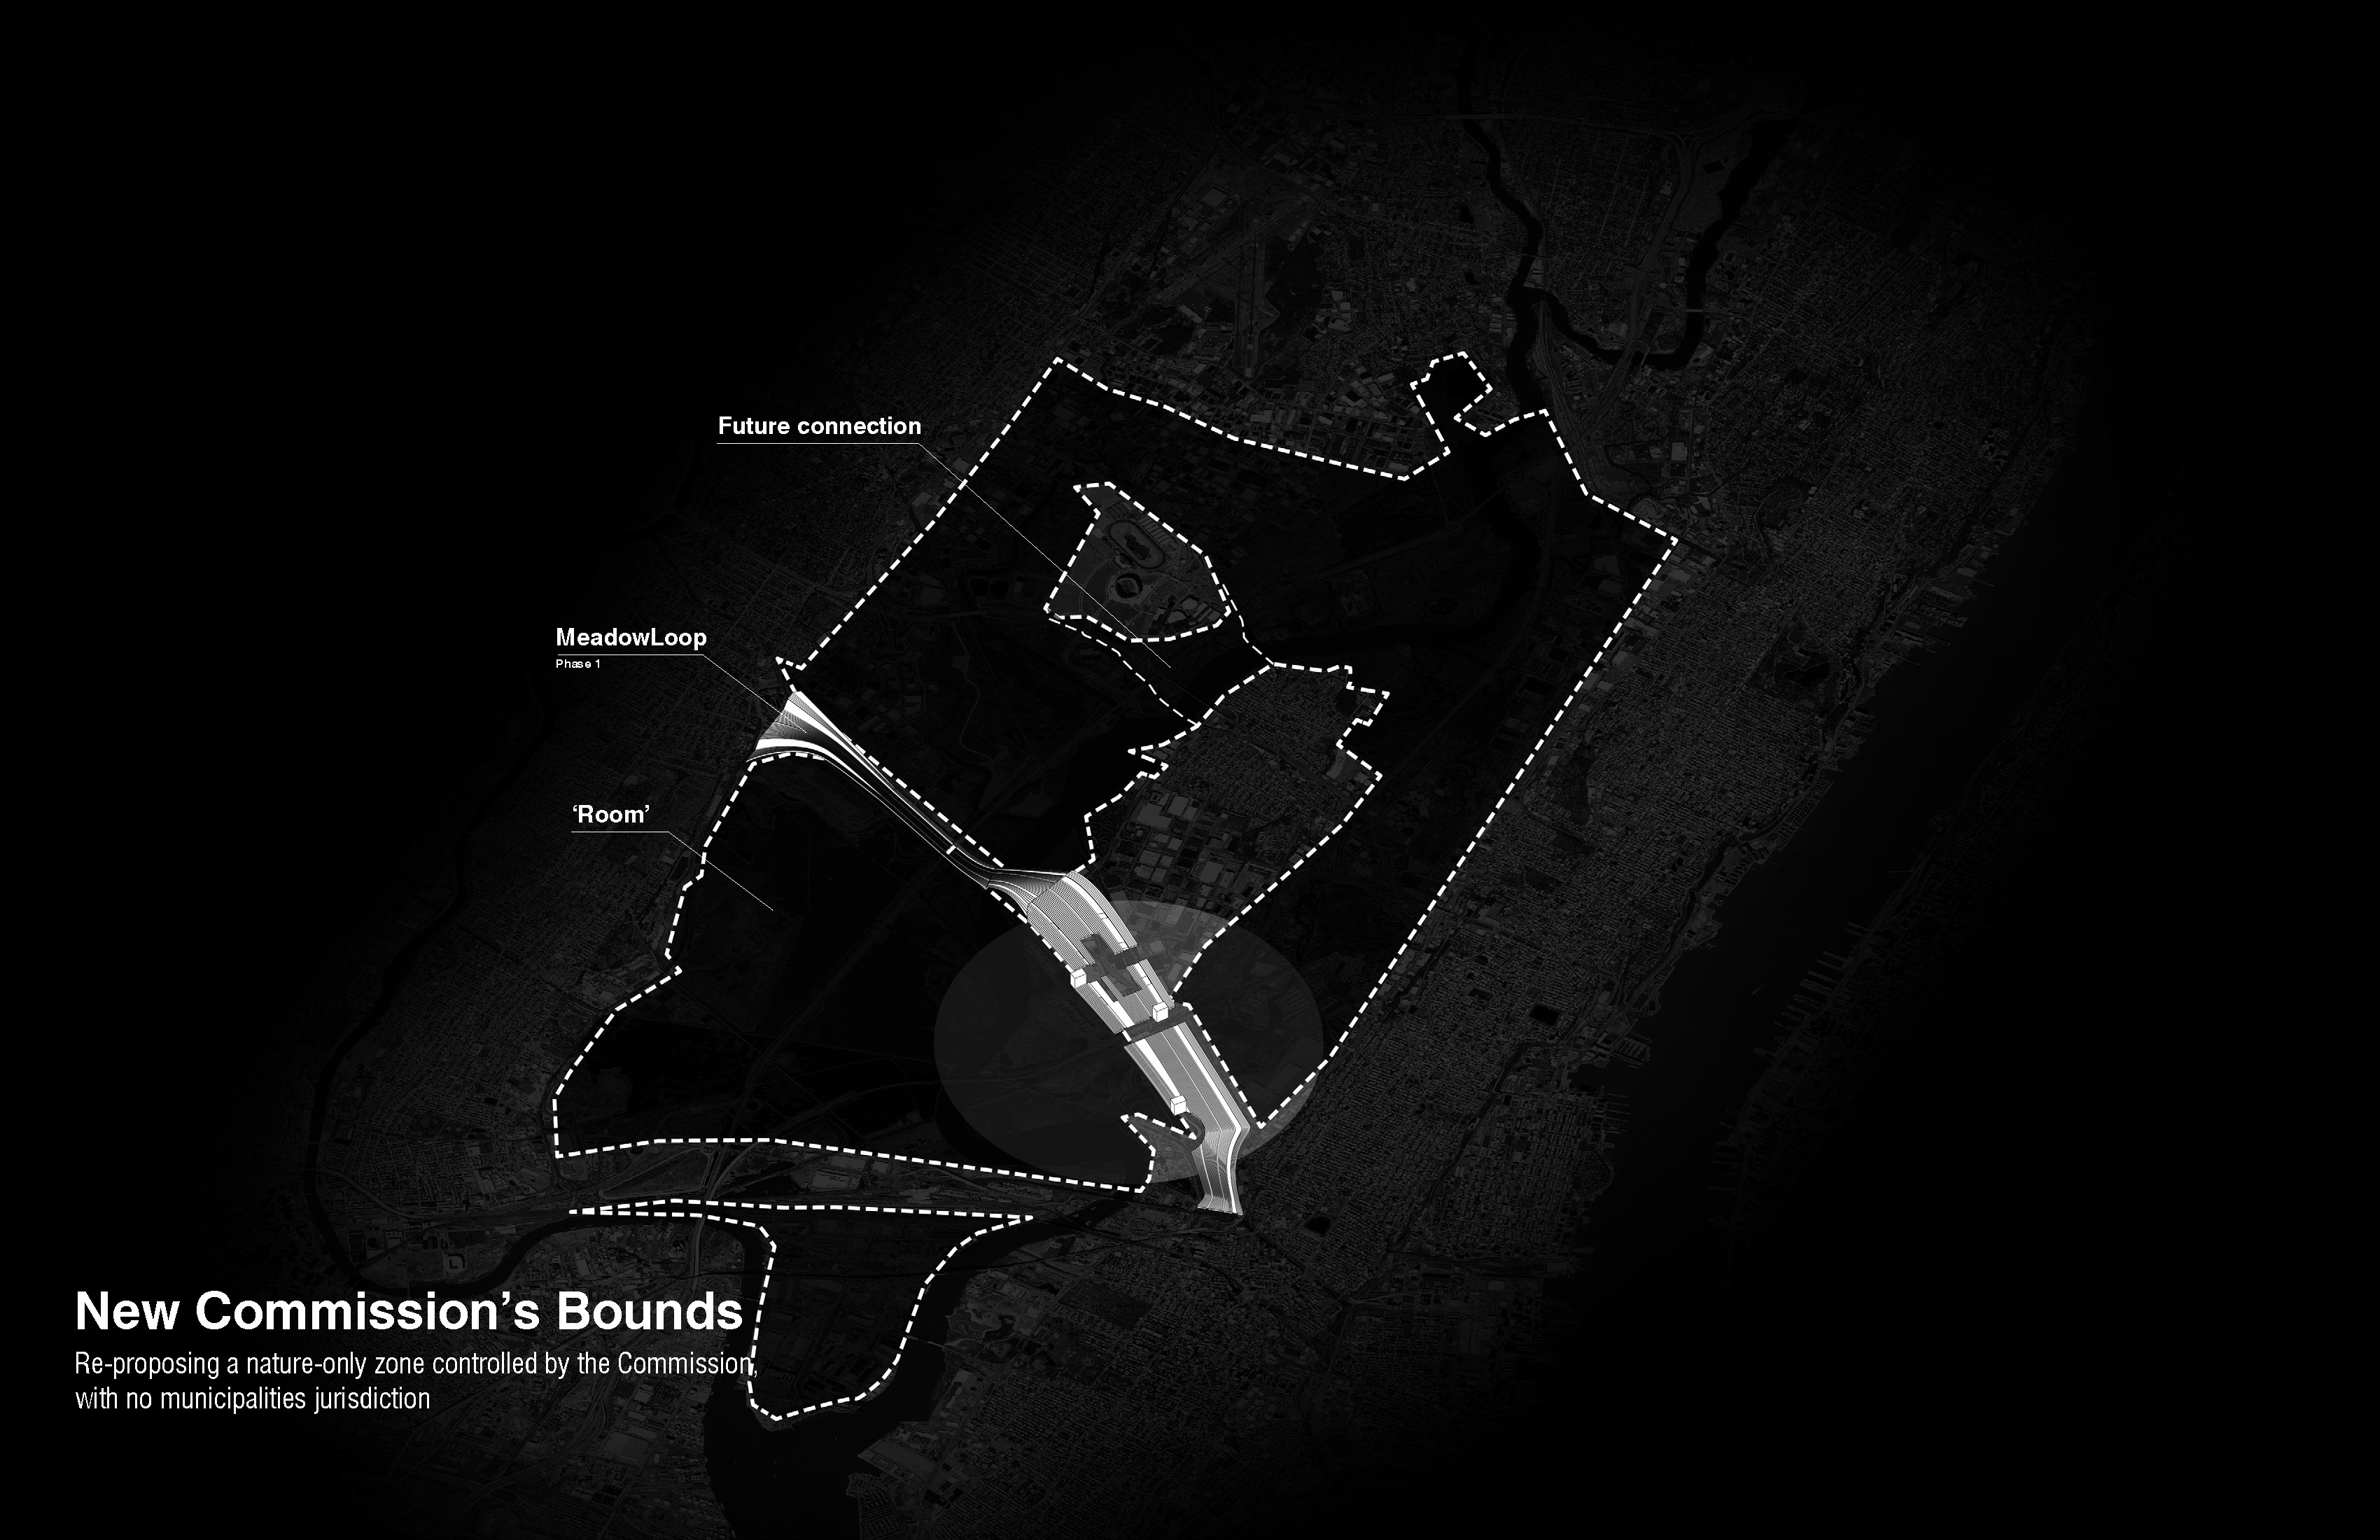 Future connection
MeadowLoop
Phase 1
‘Room’
New Commission’s Bounds
Re-proposing a nature-only zone controlled by the Commission,
with no municipalities jurisdiction